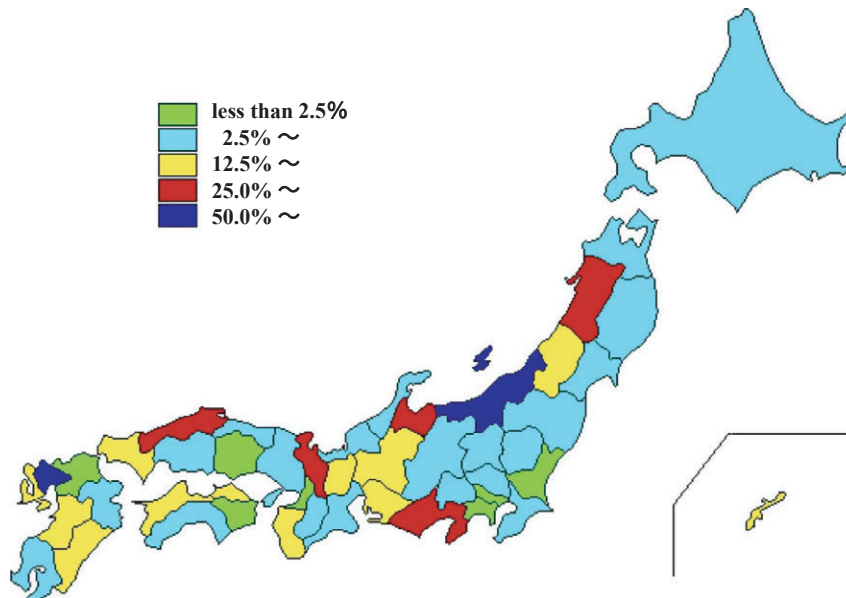 less than 2.5%
2.5% ～
12.5% ～
25.0% ～
50.0% ～